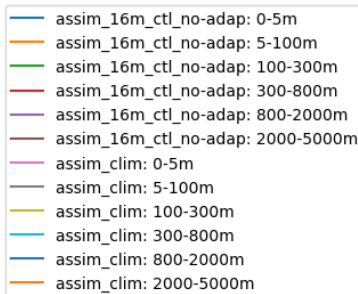 assim_16m_ctl_no-adap: 0-5m
assim_16m_ctl_no-adap: 5-100m
assim_16m_ctl_no-adap: 100-300m
assim_16m_ctl_no-adap: 300-800m
assim_16m_ctl_no-adap: 800-2000m
assim_16m_ctl_no-adap: 2000-5000m
assim_clim: 0-5m
assim_clim: 5-100m
assim_clim: 100-300m
assim_clim: 300-800m
assim_clim: 800-2000m
assim_clim: 2000-5000m